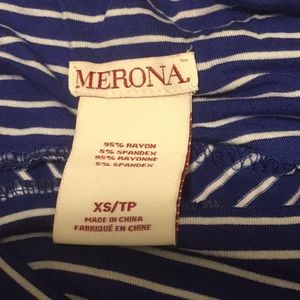 MERONA.
95% RAYON
5% SPANDEX
95% RAYONNE
5% SPANDEX
XS/TP
MADE IN CHINA
FABRIQUÉ EN CHINE